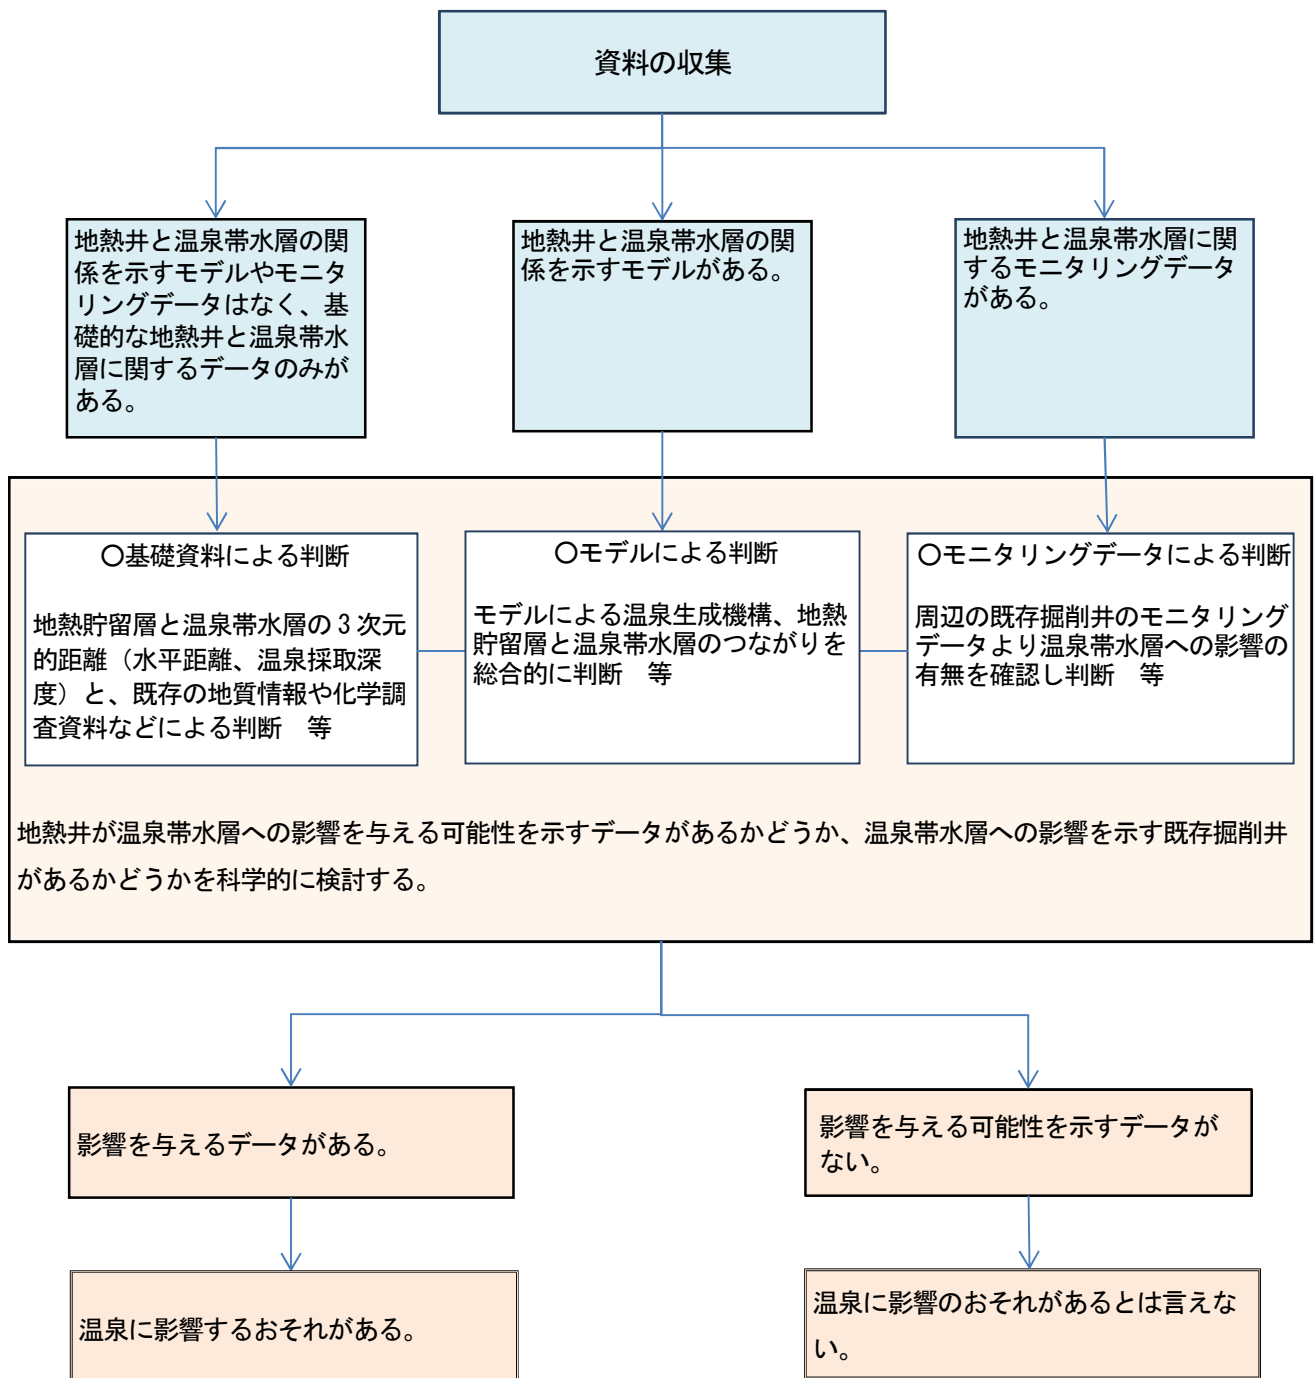 資料の収集
地熱井と温泉帯水層の関
係を示すモデルやモニタ
リングデータはなく、基
礎的な地熱井と温泉帯水
層に関するデータのみが
ある。
地熱井と温泉帯水層の関
係を示すモデルがある。
地熱井と温泉帯水層に関
するモニタリングデータ
がある。
〇基礎資料による判断
地熱貯留層と温泉帯水層の３次元
的距離（水平距離、温泉採取深
度）と、既存の地質情報や化学調
査資料などによる判断　等
〇モデルによる判断
モデルによる温泉生成機構、地熱
貯留層と温泉帯水層のつながりを
総合的に判断　等
〇モニタリングデータによる判断
周辺の既存掘削井のモニタリング
データより温泉帯水層への影響の
有無を確認し判断　等
地熱井が温泉帯水層への影響を与える可能性を示すデータがあるかどうか、温泉帯水層への影響を示す既存掘削井
があるかどうかを科学的に検討する。
影響を与えるデータがある。
影響を与える可能性を示すデータが
ない。
温泉に影響するおそれがある。
温泉に影響のおそれがあるとは言えな
い。